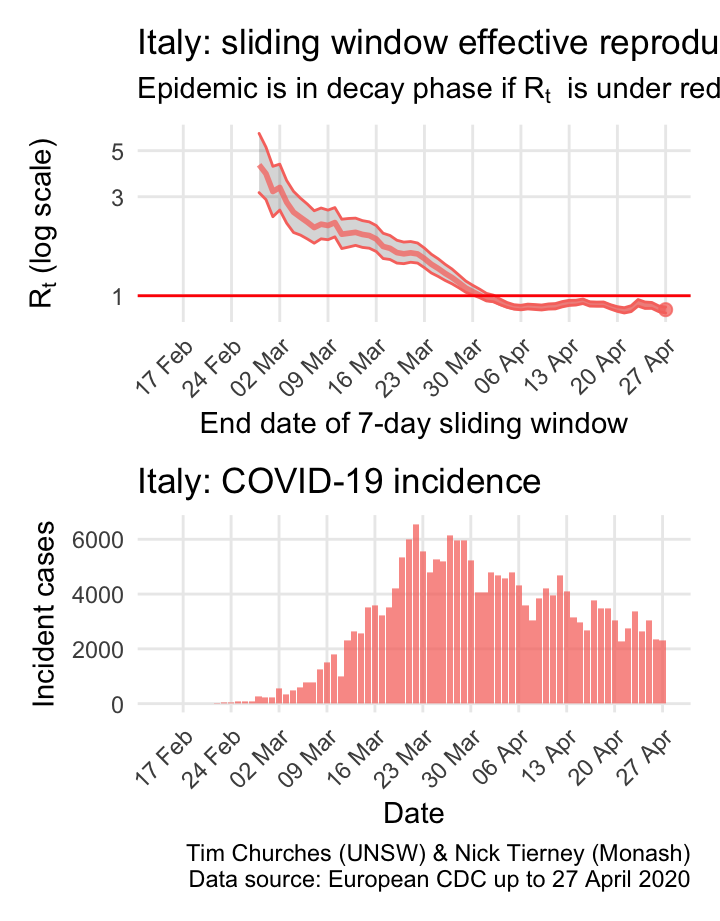 Italy: sliding window effective reprodu
Epidemic is in decay phase if Rt is under red
Rt (log scale)
5
3
1
17 Feb
24 Feb
02 Mar
09 Mar
16 Mar
23 Mar
30 Mar
06 Apr
13 Apr
20 Apr
27 Apr
End date of 7-day sliding window
Italy: COVID-19 incidence
Incident cases
6000
4000
2000
0
17 Feb
24 Feb
02 Mar
09 Mar
16 Mar
23 Mar
30 Mar
06 Apr
13 Apr
20 Apr
27 Apr
Date
Tim Churches (UNSW) & Nick Tierney (Monash)
Data source: European CDC up to 27 April 2020